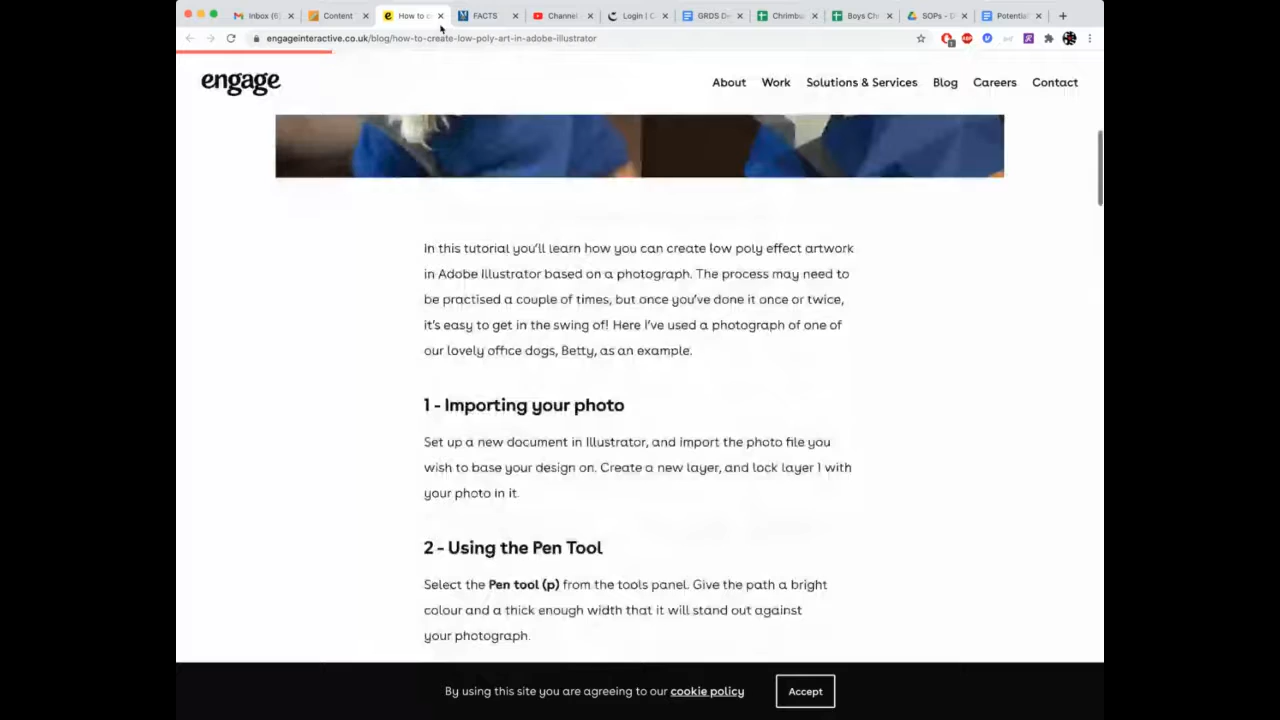 Inbox (6)
Content
How to c
FACTS
Channel
Login | C
GRDS D
Chrimbu
Boys Chr
SOPs - D
Potential
engageinteractive.co.uk/blog/how-to-create-low-poly-art-in-adobe-illustrator
engage
About
Work
Solutions & Services
Blog
Careers
Contact
In this tutorial you'll learn how you can create low poly effect artwork
in Adobe Illustrator based on a photograph. The process may need to
be practised a couple of times, but once you've done it once or twice,
it's easy to get in the swing of! Here I've used a photograph of one of
our lovely office dogs, Betty, as an example.
1 - Importing your photo
Set up a new document in Illustrator, and import the photo file you
wish to base your design on. Create a new layer, and lock layer 1 with
your photo in it.
2 - Using the Pen Tool
Select the Pen tool (p) from the tools panel. Give the path a bright
colour and a thick enough width that it will stand out against
your photograph.
By using this site you are agreeing to our cookie policy
Accept